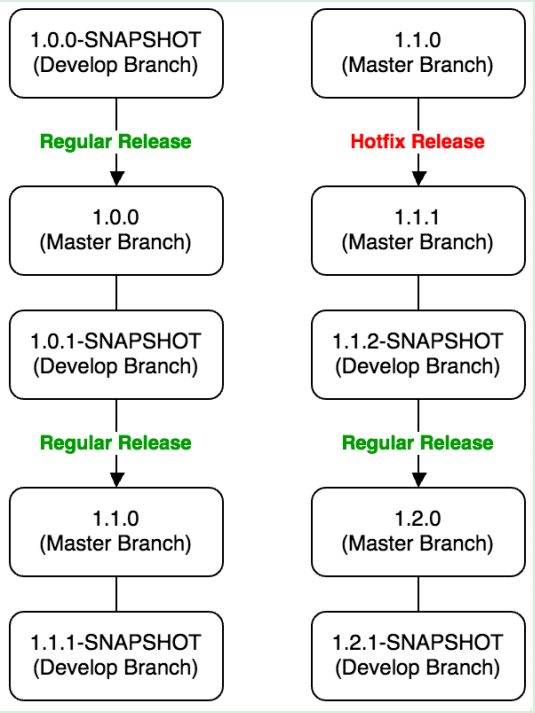 1.0.0-SNAPSHOT
(Develop Branch)
Regular Release
1.0.0
(Master Branch)
1.0.1-SNAPSHOT
(Develop Branch)
Regular Release
1.1.0
(Master Branch)
1.1.1-SNAPSHOT
(Develop Branch)
1.1.0
(Master Branch)
Hotfix Release
1.1.1
(Master Branch)
1.1.2-SNAPSHOT
(Develop Branch)
Regular Release
1.2.0
(Master Branch)
1.2.1-SNAPSHOT
(Develop Branch)